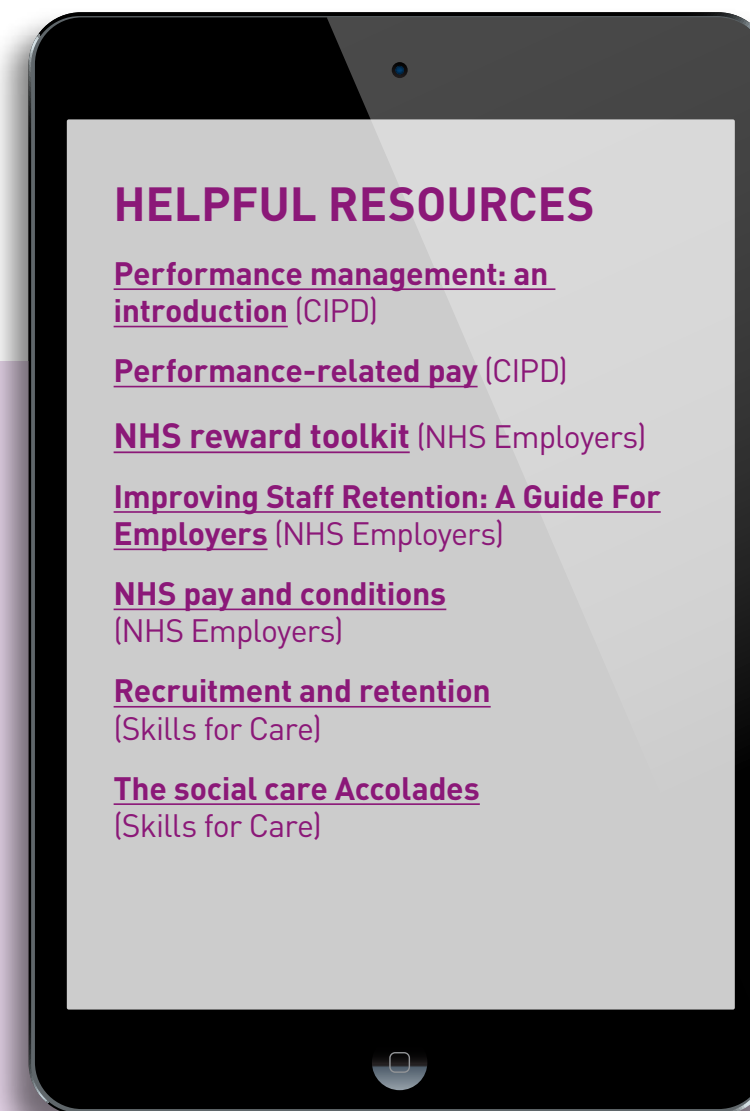 HELPFUL RESOURCES
Performance management: an
introduction (CIPD)
Performance-related pay (CIPD)
NHS reward toolkit (NHS Employers)
Improving Staff Retention: A Guide For
Employers (NHS Employers)
NHS pay and conditions
(NHS Employers)
Recruitment and retention
(Skills for Care)
The social care Accolades
(Skills for Care)